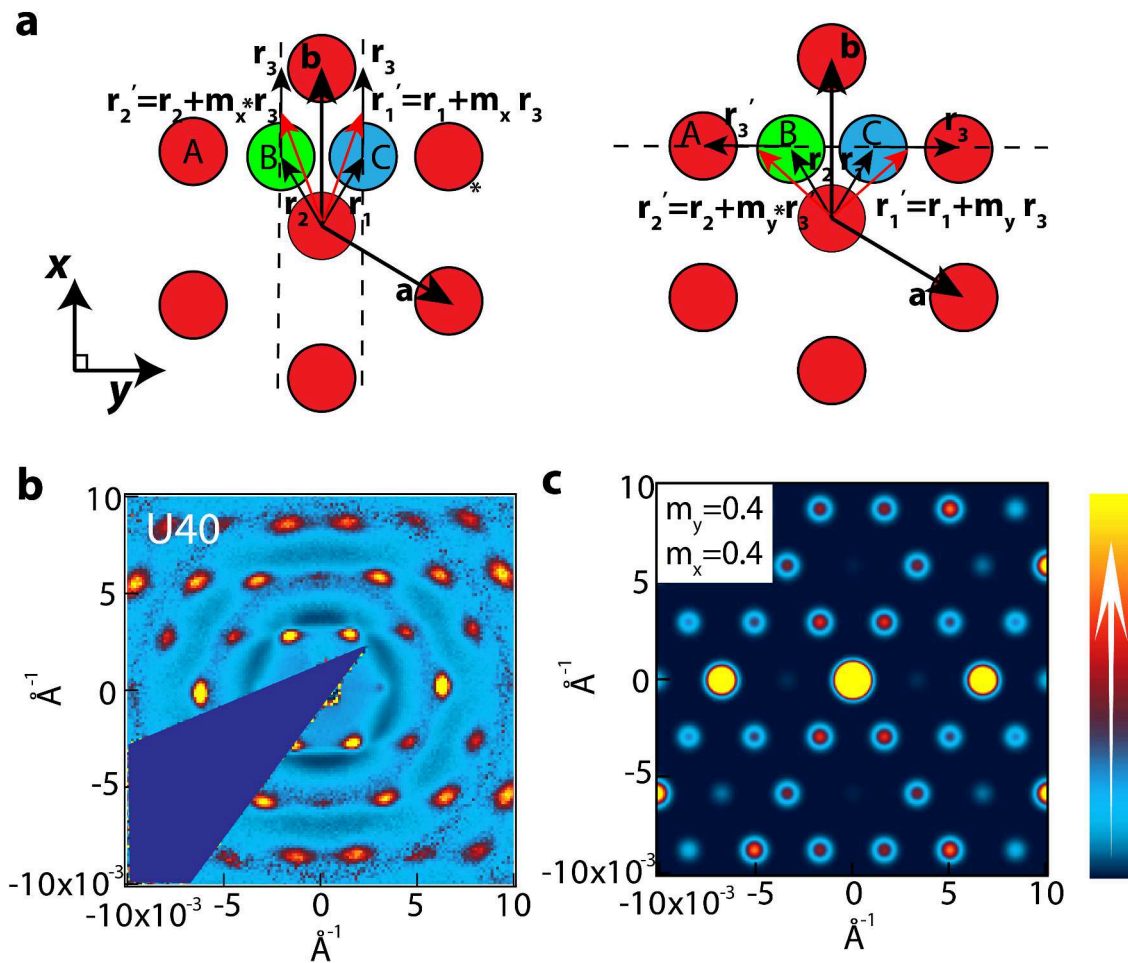 a
r3 b r3
r2'=r2+mx*r3 r1'=r1+mx r3
A B C
*
r2 r1
a
x
y
b
r3' r3
A B C
r2 r1
r2'=r2+my*r3' r1'=r1+my r3
a
b
U40
10
5
0
-5
-10x10-3
-10x10-3 -5 0 5 10
Å-1
Å-1
c
my=0.4
mx=0.4
10
5
0
-5
-10x10-3
-10x10-3 -5 0 5 10
Å-1
Å-1